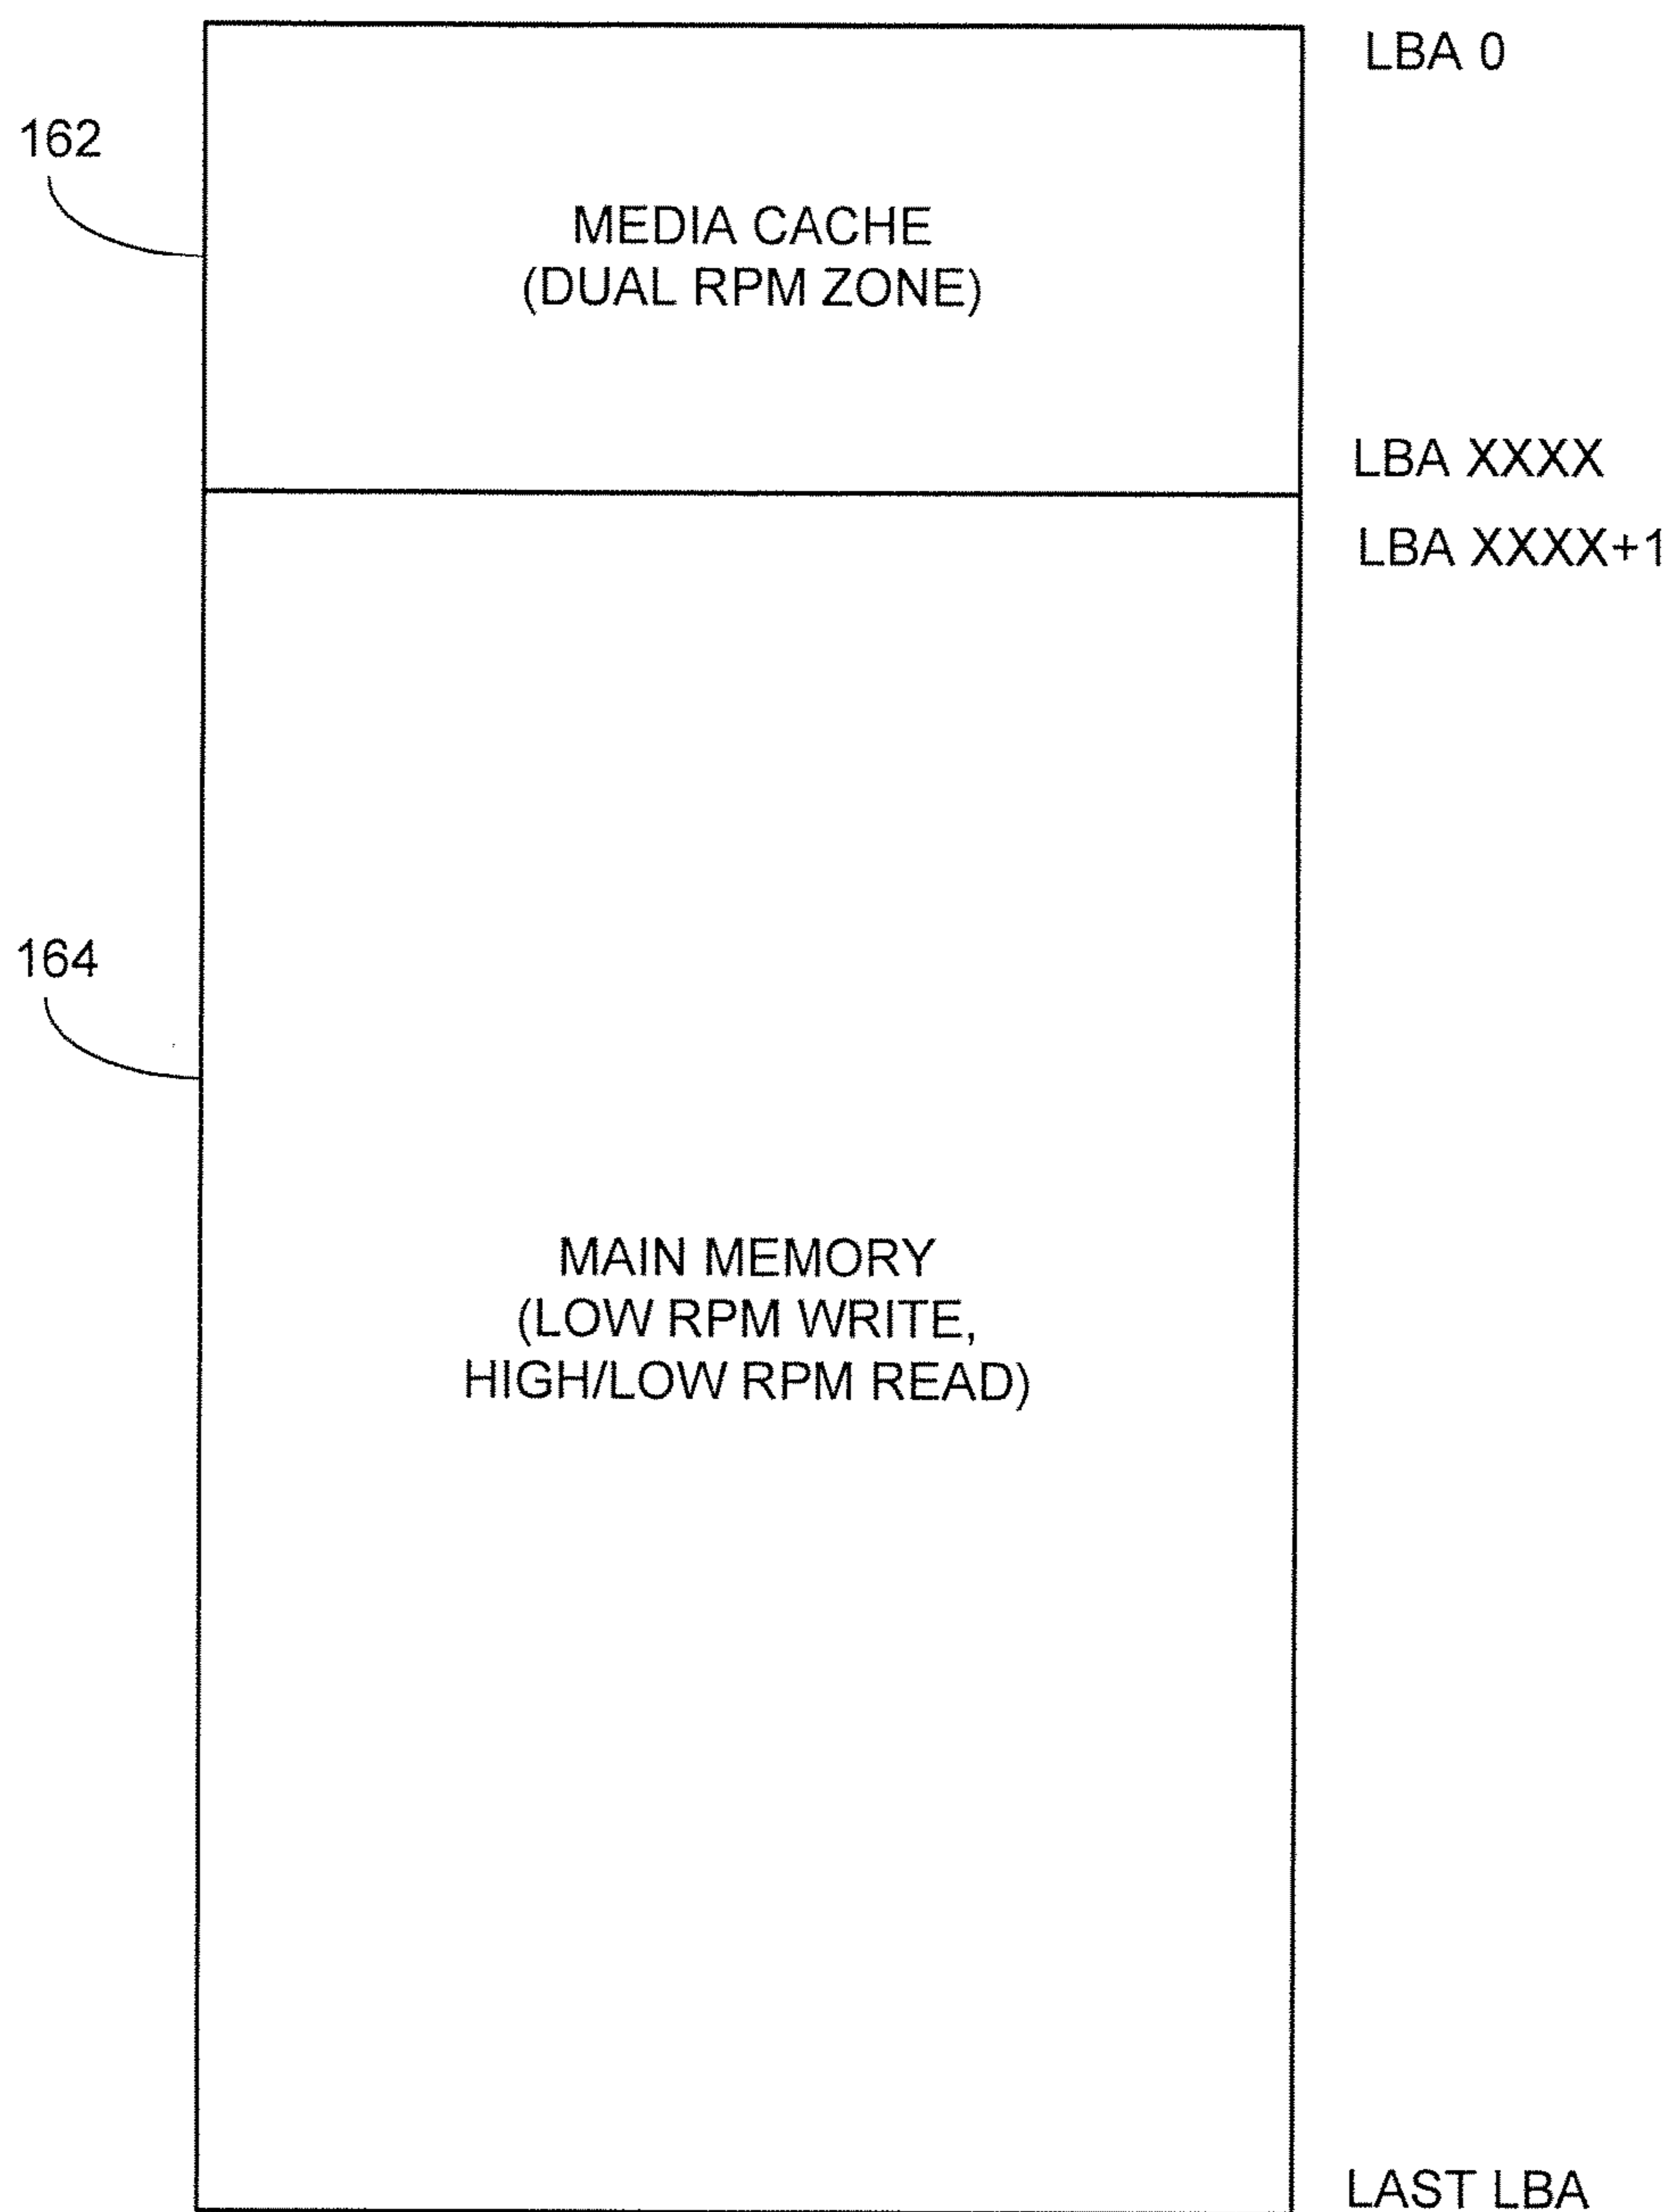 LBA 0
162
MEDIA CACHE
(DUAL RPM ZONE)
LBA XXXX
LBA XXXX+1
164
MAIN MEMORY
(LOW RPM WRITE,
HIGH/LOW RPM READ)
LAST LBA